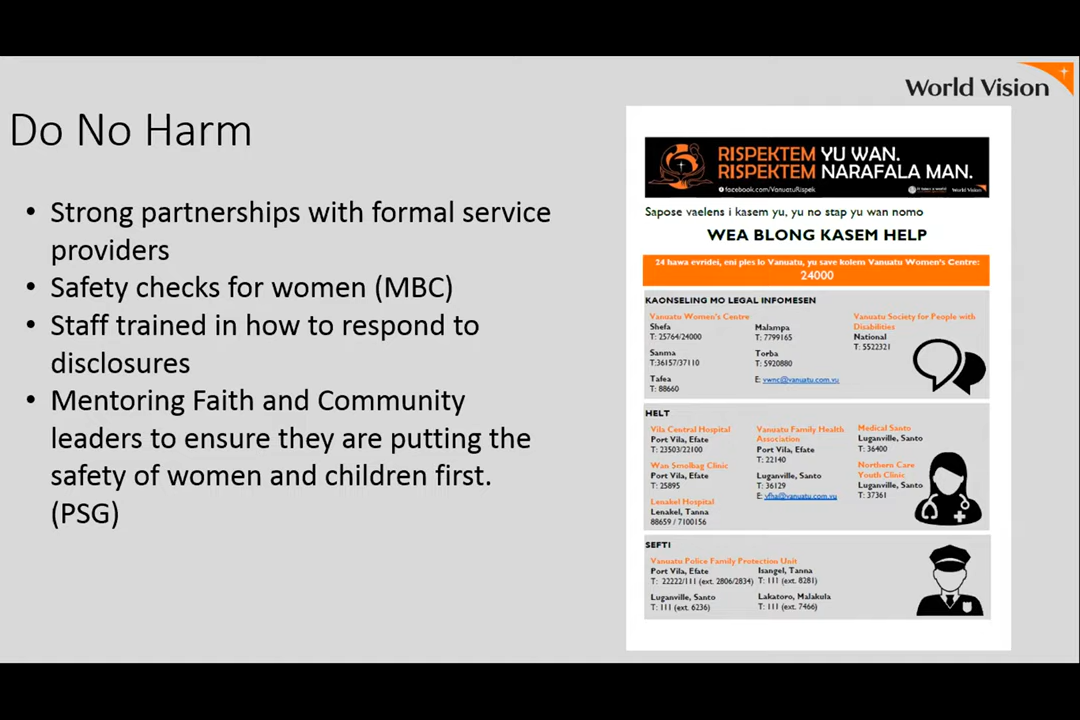 World Vision
Do No Harm
• Strong partnerships with formal service
providers
• Safety checks for women (MBC)
• Staff trained in how to respond to
disclosures
• Mentoring Faith and Community
leaders to ensure they are putting the
safety of women and children first.
(PSG)
RISPEKTEM YU WAN.
RISPEKTEM NARAFALA MAN.
facebook.com/VanuatuRispek
World Vision
Sapose vaelens i kasem yu, yu no stap yu wan nomo
WEA BLONG KASEM HELP
24 hawa evridei, eni ples lo Vanuatu, yu save kolem Vanuatu Women's Centre:
24000
KAONSELING MO LEGAL INFOMESEN
Vanuatu Women's Centre
Shefa
T: 25764/24000
Sanma
T:36157/37110
Tafea
T: 88660
Malampa
T: 7799165
Torba
T: 5920880
E: vwnc@vanuatu.com.vu
Vanuatu Society for People with
Disabilities
National
T: 5522321
HELT
Vila Central Hospital
Port Vila, Efate
T: 23503/22100
Wan Smolbag Clinic
Port Vila, Efate
T: 25895
Lenakel Hospital
Lenakel, Tanna
88659 / 7100156
Vanuatu Family Health
Association
Port Vila, Efate
T: 22140
Luganville, Santo
T: 36129
E: vfha@vanuatu.com.vu
Medical Santo
Luganville, Santo
T: 36400
Northern Care
Youth Clinic
Luganville, Santo
T: 37361
SEFTI
Vanuatu Police Family Protection Unit
Port Vila, Efate
T: 22222/111 (ext. 2806/2834)
Luganville, Santo
T: 111 (ext. 6236)
Isangel, Tanna
T: 111 (ext. 8281)
Lakatoro, Malakula
T: 111 (ext. 7466)